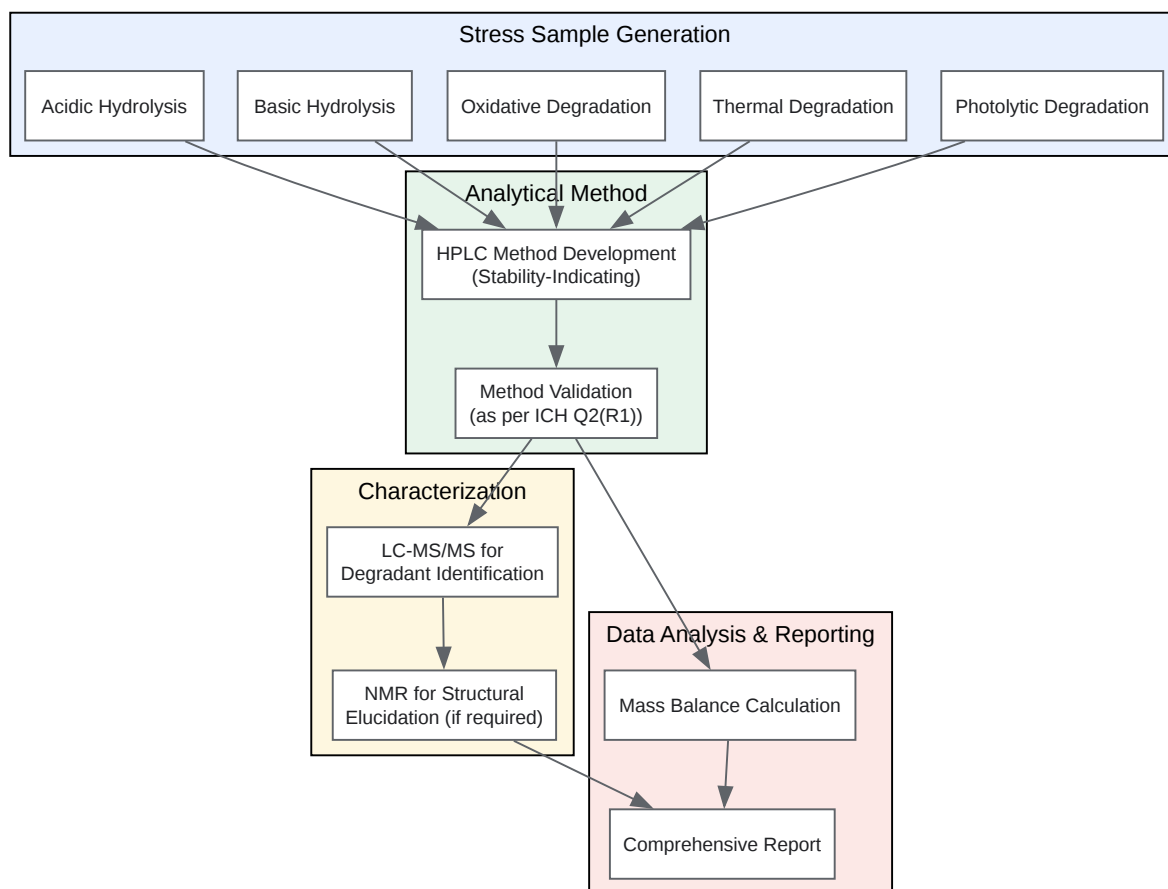 Stress Sample Generation
Acidic Hydrolysis
Basic Hydrolysis
Oxidative Degradation
Thermal Degradation
Photolytic Degradation
Analytical Method
HPLC Method Development
(Stability-Indicating)
Method Validation
(as per ICH Q2(R1))
Characterization
LC-MS/MS for
Degradant Identification
NMR for Structural
Elucidation (if required)
Data Analysis & Reporting
Mass Balance Calculation
Comprehensive Report